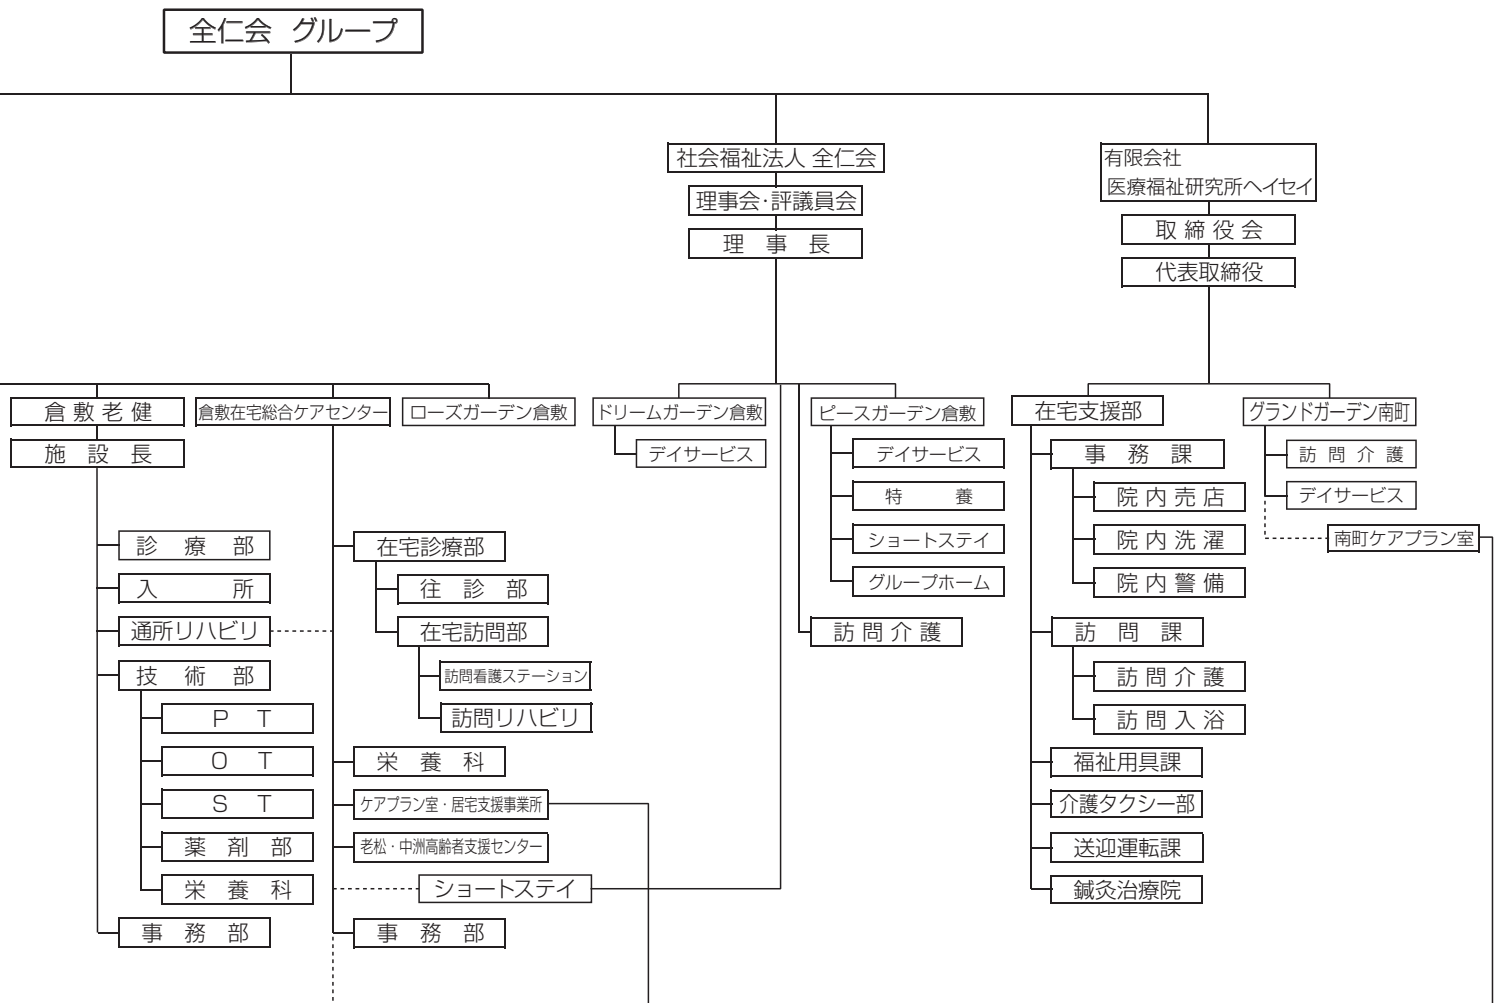 全仁会 グループ
社会福祉法人 全仁会
理事会・評議員会
理事長
有限会社
医療福祉研究所ヘイセイ
取締役会
代表取締役
倉敷老健
施設長
診療部
入所
通所リハビリ
技術部
PT
OT
ST
薬剤部
栄養科
事務部
倉敷在宅総合ケアセンター
在宅診療部
往診部
在宅訪問部
訪問看護ステーション
訪問リハビリ
栄養科
ケアプラン室・居宅支援事業所
老松・中洲高齢者支援センター
ショートステイ
事務部
ローズガーデン倉敷
ドリームガーデン倉敷
デイサービス
ピースガーデン倉敷
デイサービス
特養
ショートステイ
グループホーム
訪問介護
在宅支援部
事務課
院内売店
院内洗濯
院内警備
訪問課
訪問介護
訪問入浴
福祉用具課
介護タクシー部
送迎運転課
鍼灸治療院
グランドガーデン南町
訪問介護
デイサービス
南町ケアプラン室